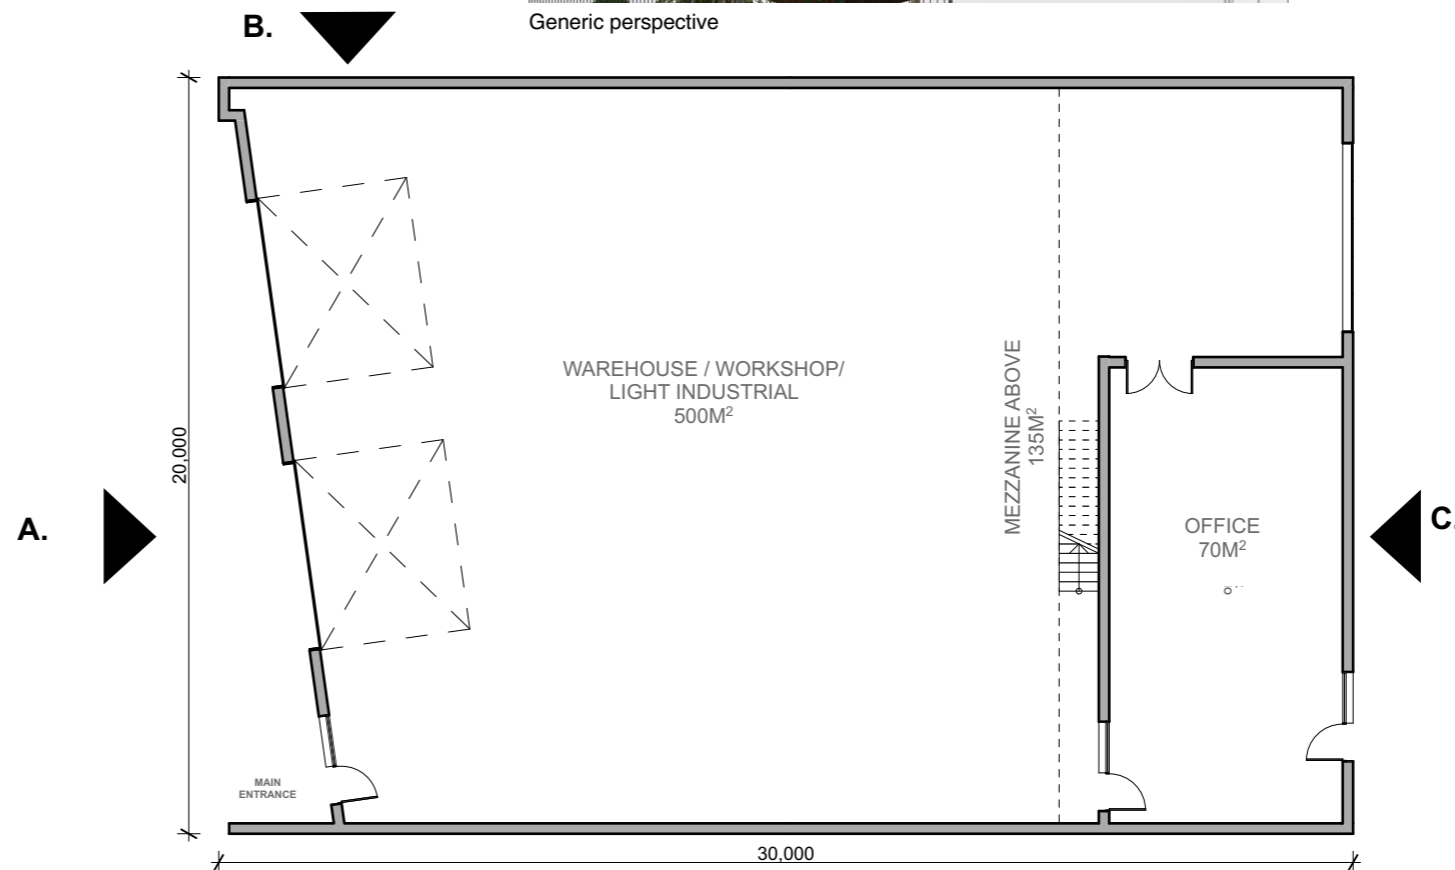 Generic perspective
B.
WAREHOUSE / WORKSHOP/
LIGHT INDUSTRIAL
500M²
MEZZANINE ABOVE
135M²
20,000
A.
C.
OFFICE
70M²
MAIN
ENTRANCE
30,000